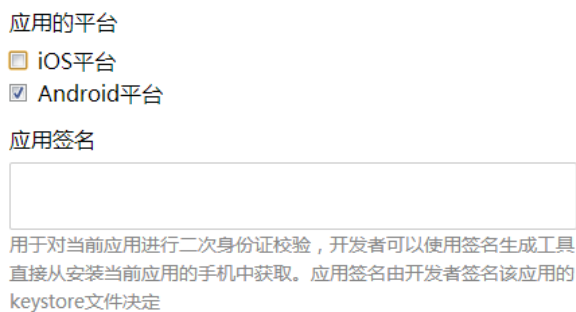 应用的平台
iOS平台
Android平台
应用签名
用于对当前应用进行二次身份证校验，开发者可以使用签名生成工具
直接从安装当前应用的手机中获取。应用签名由开发者签名该应用的
keystore文件决定